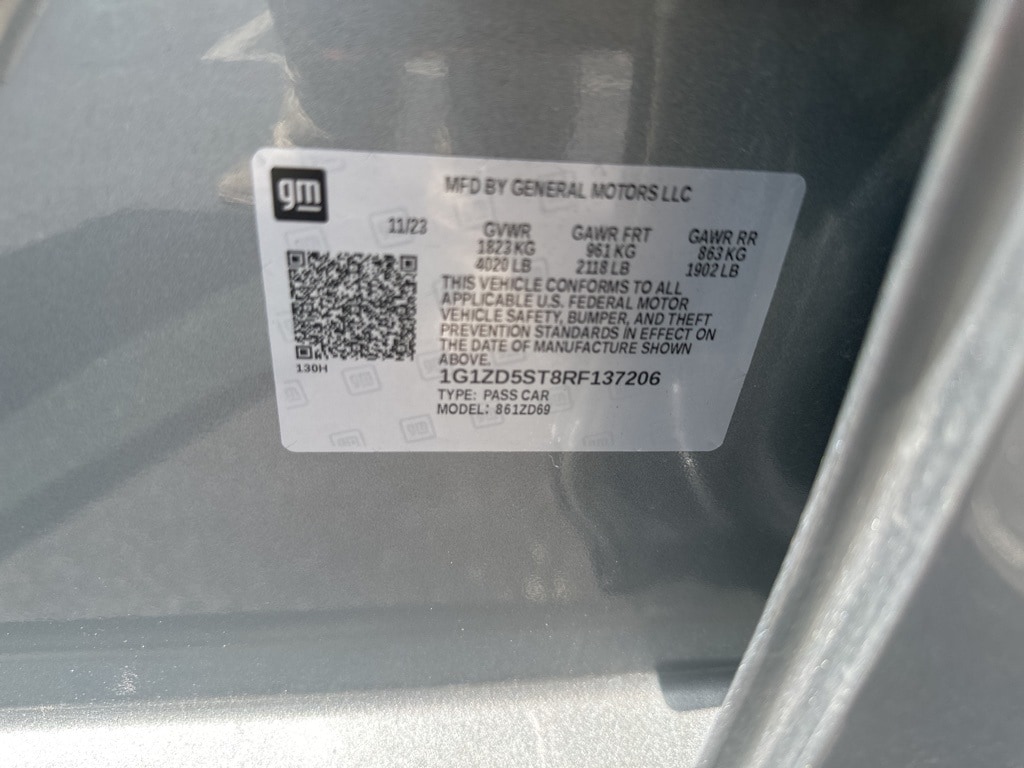 gm
MFD BY GENERAL MOTORS LLC
11/23 GVWR GAWR FRT GAWR RR
1823 KG 961 KG 863 KG
4020 LB 2118 LB 1902 LB
THIS VEHICLE CONFORMS TO ALL
APPLICABLE U.S. FEDERAL MOTOR
VEHICLE SAFETY, BUMPER, AND THEFT
PREVENTION STANDARDS IN EFFECT ON
THE DATE OF MANUFACTURE SHOWN
ABOVE.
130H
1G1ZD5ST8RF137206
TYPE: PASS CAR
MODEL: 861ZD69